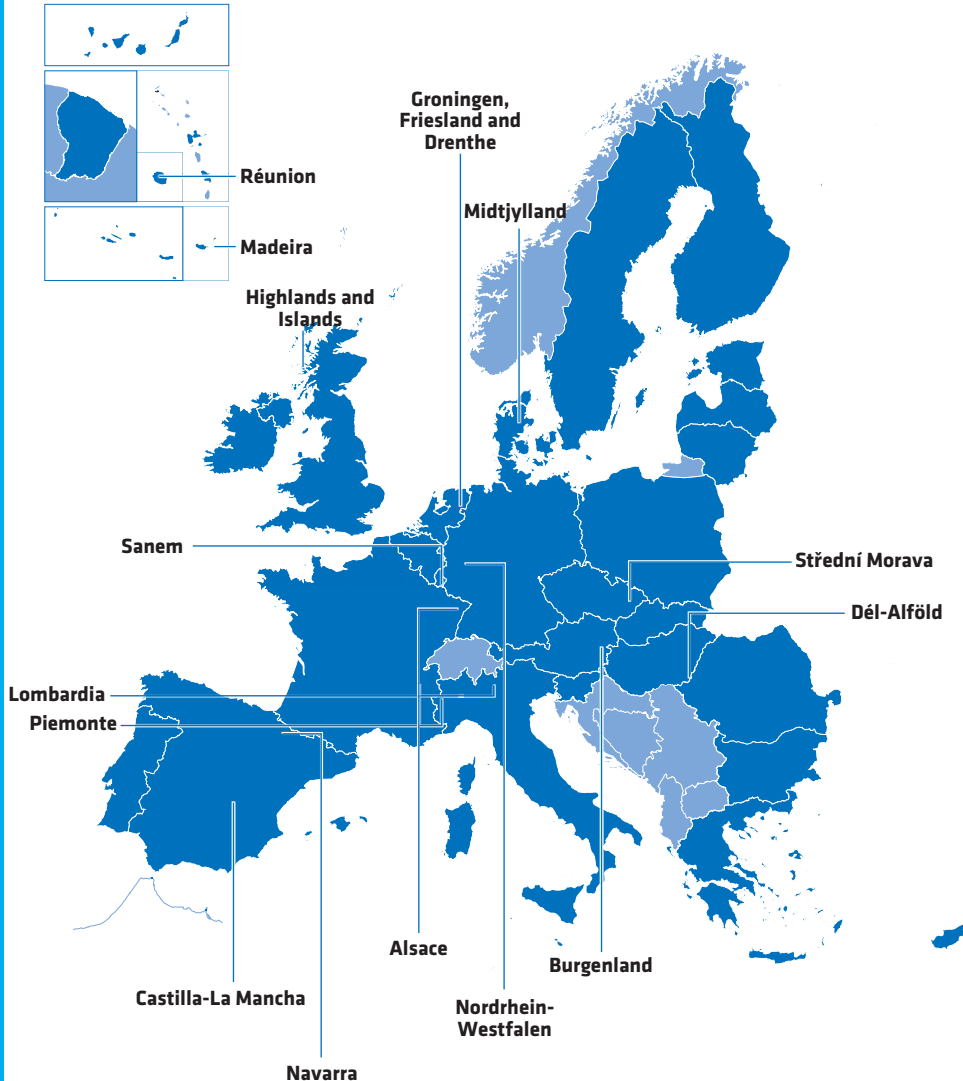 Groningen,
Friesland and
Drenthe
Réunion
Midtjylland
Madeira
Highlands and
Islands
Sanem
Střední Morava
Dél-Alföld
Lombardia
Piemonte
Alsace
Burgenland
Castilla-La Mancha
Nordrhein-
Westfalen
Navarra